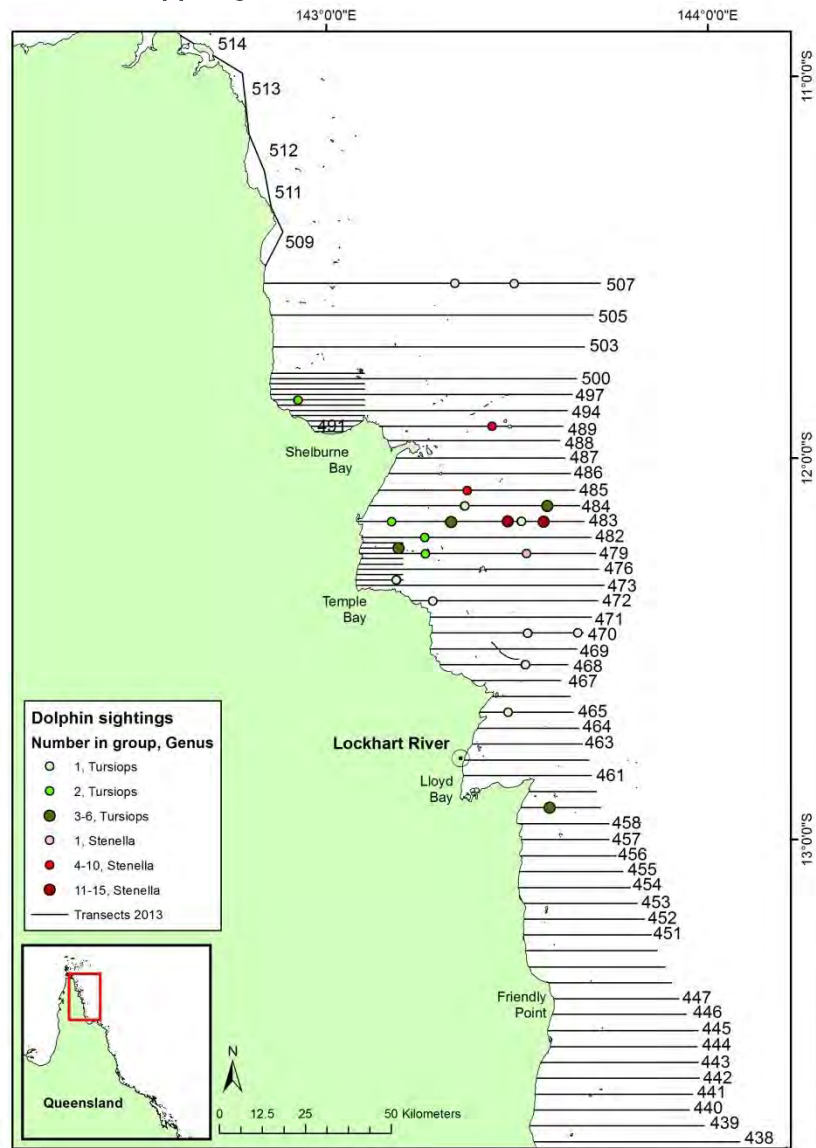 143°0'0"E
144°0'0"E
11°0'0"S
12°0'0"S
13°0'0"S
514
513
512
511
509
507
505
503
500
497
494
491
489
488
Shelburne
Bay
487
486
485
484
483
482
479
476
473
Temple
Bay
472
471
470
469
468
467
465
464
Lockhart River
463
Lloyd
Bay
461
458
457
456
455
454
453
452
451
Friendly
Point
447
446
445
444
443
442
441
440
439
438
Dolphin sightings
Number in group, Genus
1, Tursiops
2, Tursiops
3-6, Tursiops
1, Stenella
4-10, Stenella
11-15, Stenella
Transects 2013
Queensland
N
0 12.5 25 50 Kilometers